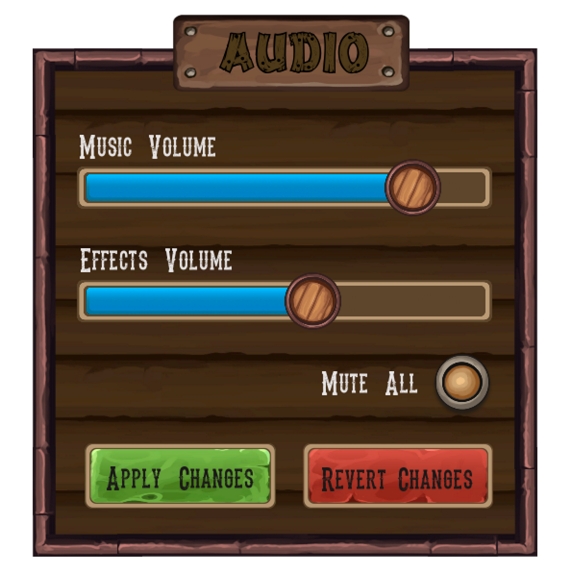 AUDIO
Music Volume
Effects Volume
Mute All
Apply Changes
Revert Changes